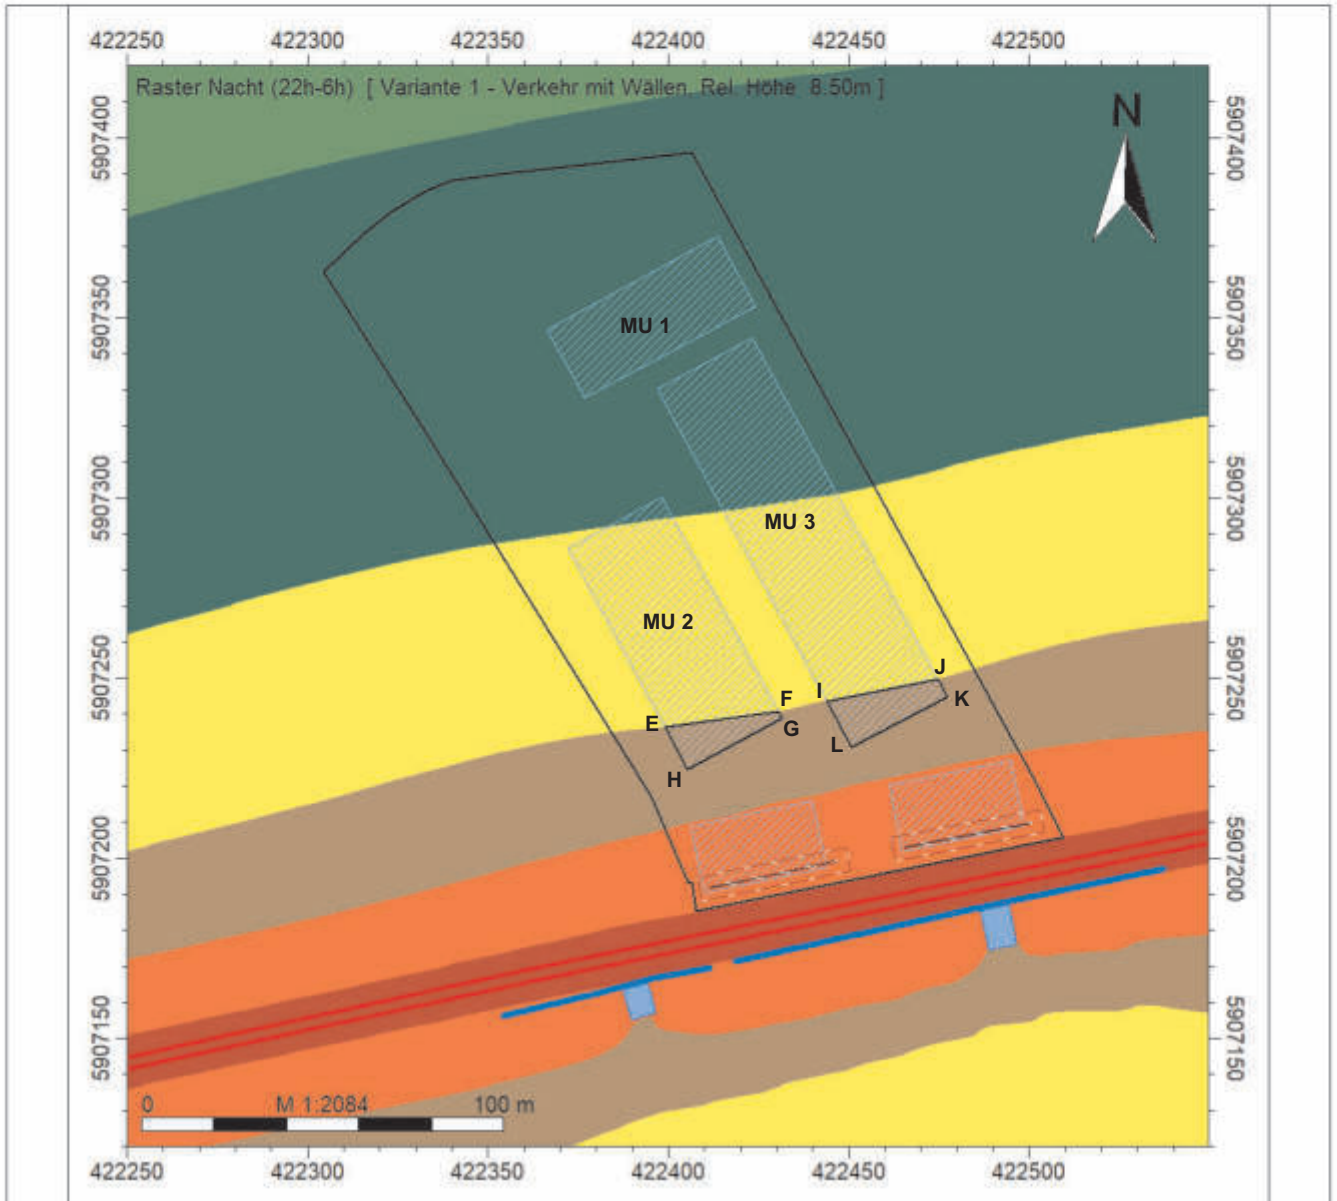 422250 422300 422350 422400 422450 422500
Raster Nacht (22h-6h) [ Variante 1 - Verkehr mit Wällen, Rel. Höhe 8.50m ]
N
5907400 5907400
MU 1
5907350 5907350
5907300 5907300
MU 3
MU 2
5907250 5907250
J
I
K
F
E
G
L
H
5907200 5907200
5907150 5907150
0 M 1:2084 100 m
422250 422300 422350 422400 422450 422500